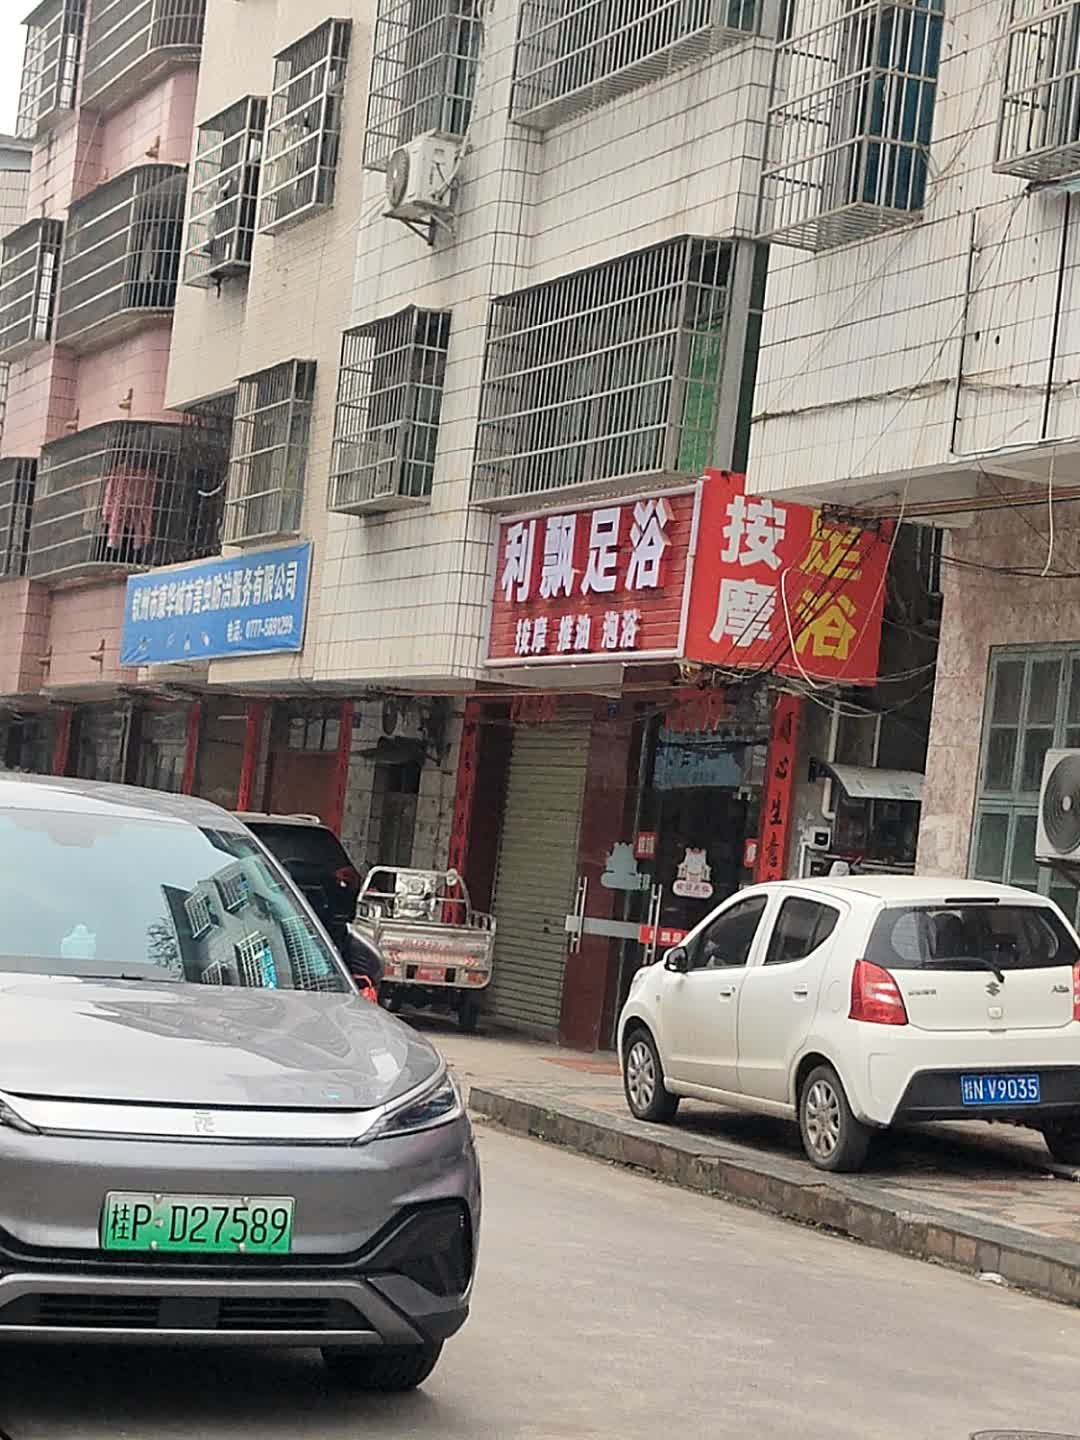 钦州市康华城市害虫防治服务有限公司
电话：0777-5891299
利飘足浴
按摩 推油 泡浴
按摩
足浴
桂P·D27589
桂N·V9035